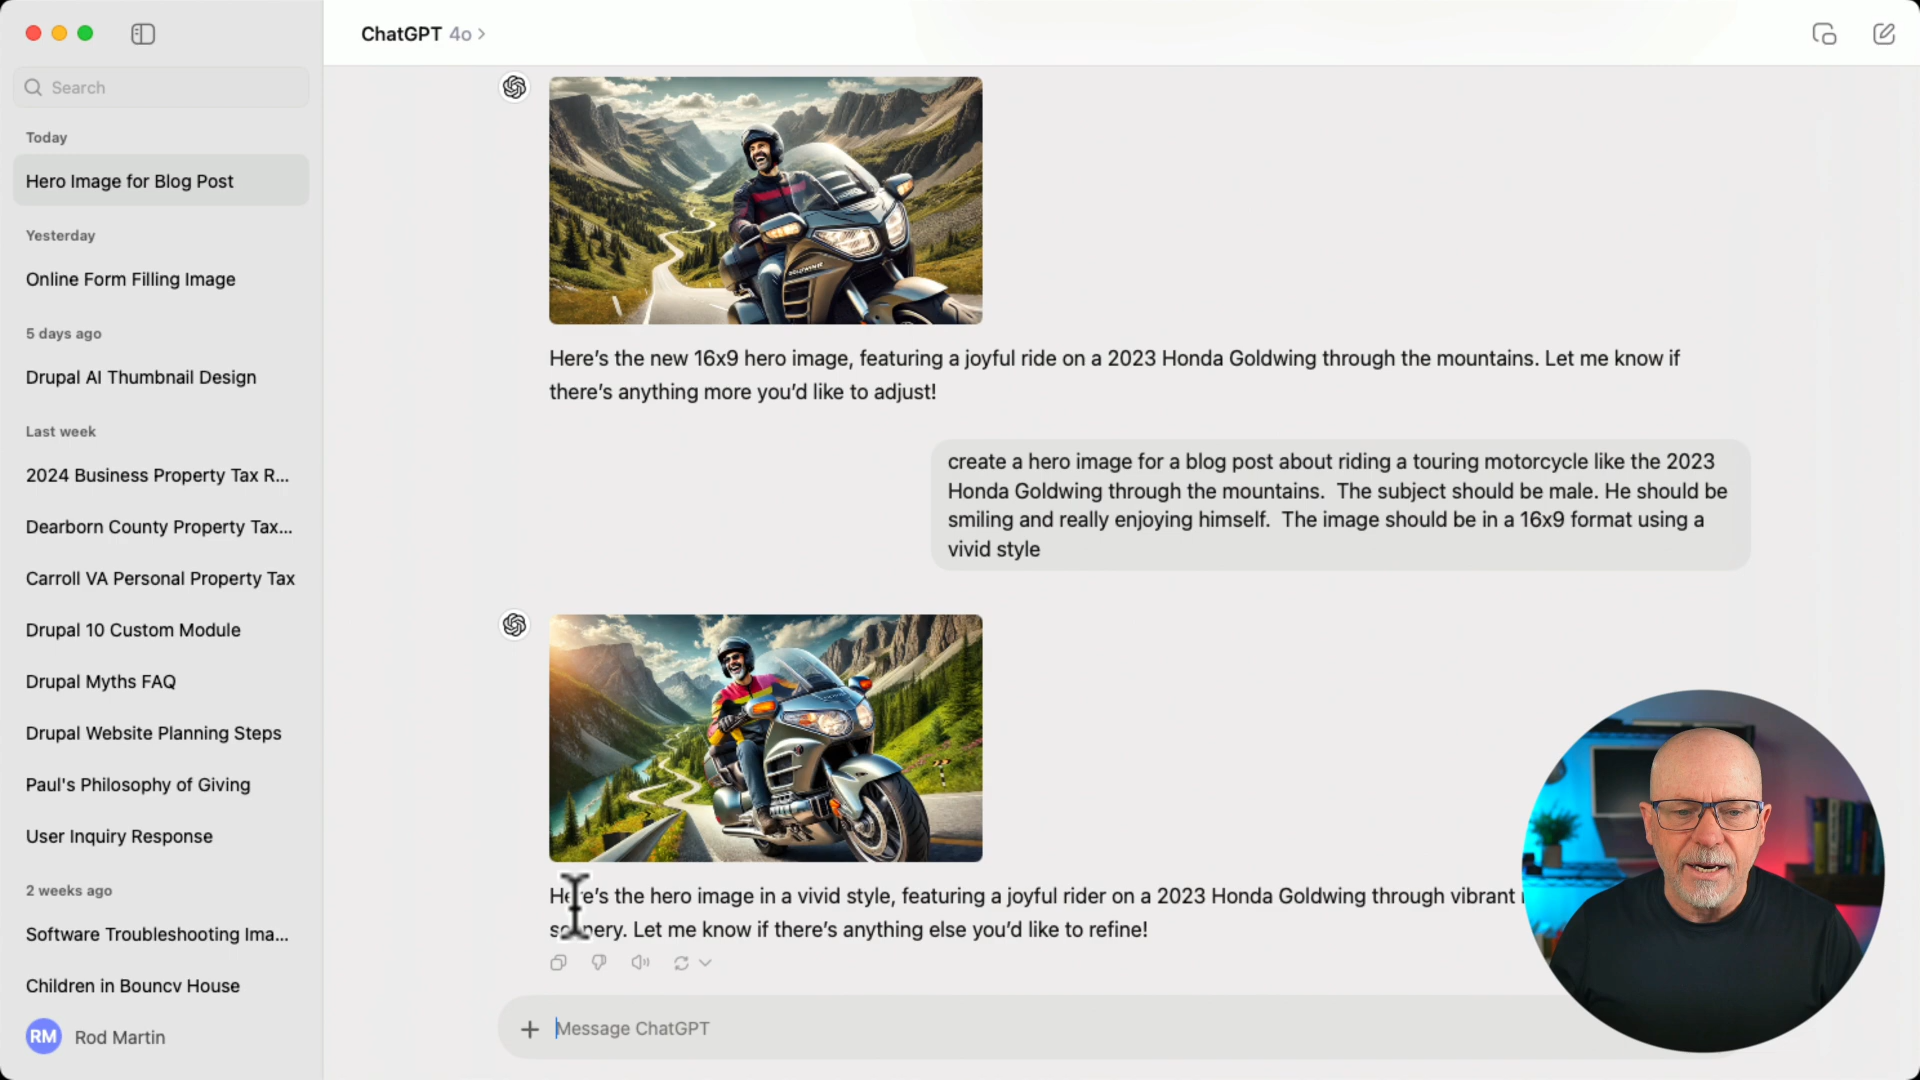 ChatGPT 4o >
Search
Today
Hero Image for Blog Post
Yesterday
Online Form Filling Image
5 days ago
Drupal AI Thumbnail Design
Last week
2024 Business Property Tax R...
Dearborn County Property Tax...
Carroll VA Personal Property Tax
Drupal 10 Custom Module
Drupal Myths FAQ
Drupal Website Planning Steps
Paul's Philosophy of Giving
User Inquiry Response
2 weeks ago
Software Troubleshooting Ima...
Children in Bouncy House
RM Rod Martin
Here's the new 16x9 hero image, featuring a joyful ride on a 2023 Honda Goldwing through the mountains. Let me know if
there's anything more you'd like to adjust!
create a hero image for a blog post about riding a touring motorcycle like the 2023
Honda Goldwing through the mountains. The subject should be male. He should be
smiling and really enjoying himself. The image should be in a 16x9 format using a
vivid style
Here's the hero image in a vivid style, featuring a joyful rider on a 2023 Honda Goldwing through vibrant
scenery. Let me know if there's anything else you'd like to refine!
Message ChatGPT